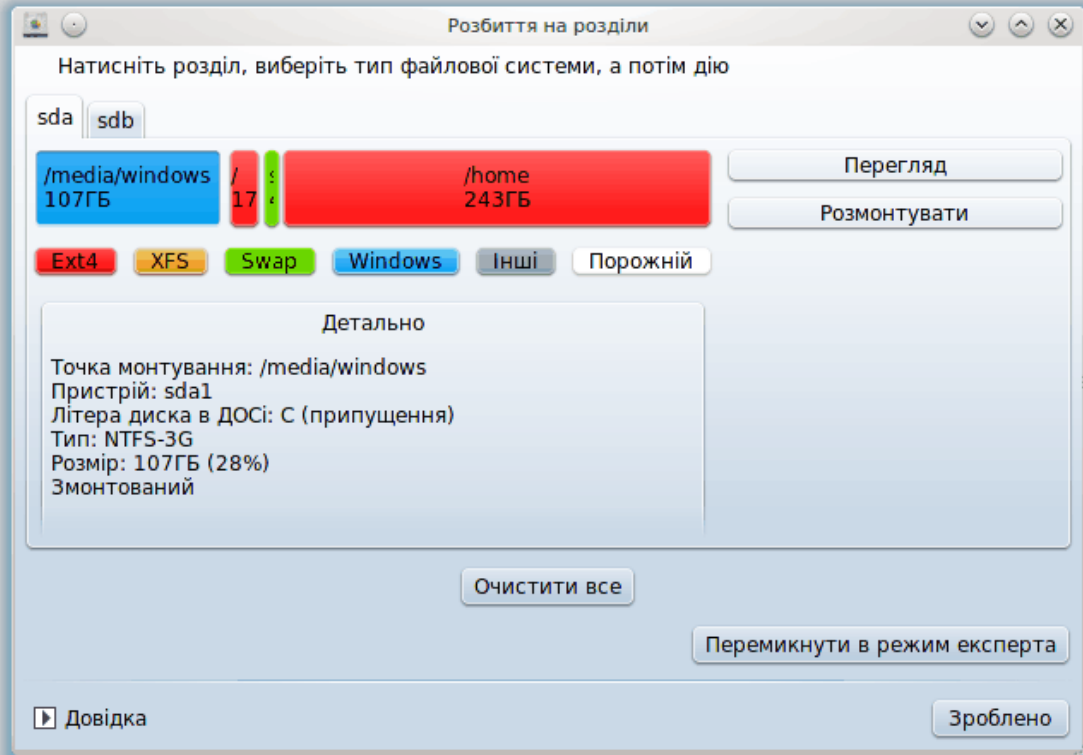 Розбиття на розділи
Натисніть розділ, виберіть тип файлової системи, а потім дію
sda sdb
/media/windows
107ГБ
/
17
/home
243ГБ
Перегляд
Розмонтувати
Ext4 XFS Swap Windows Інші Порожній
Детально
Точка монтування: /media/windows
Пристрій: sda1
Літера диска в ДОСі: C (припущення)
Тип: NTFS-3G
Розмір: 107ГБ (28%)
Змонтований
Очистити все
Перемикнути в режим експерта
Довідка
Зроблено